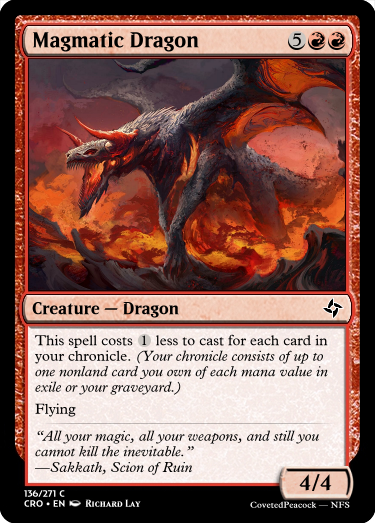 Magmatic Dragon 5
Creature — Dragon
This spell costs 1 less to cast for each card in
your chronicle. (Your chronicle consists of up to
one nonland card you own of each mana value in
exile or your graveyard.)
Flying
“All your magic, all your weapons, and still you
cannot kill the inevitable.”
—Sakkath, Scion of Ruin
4/4
136/271 C
CRO • EN Richard Lay
CovetedPeacock — NFS